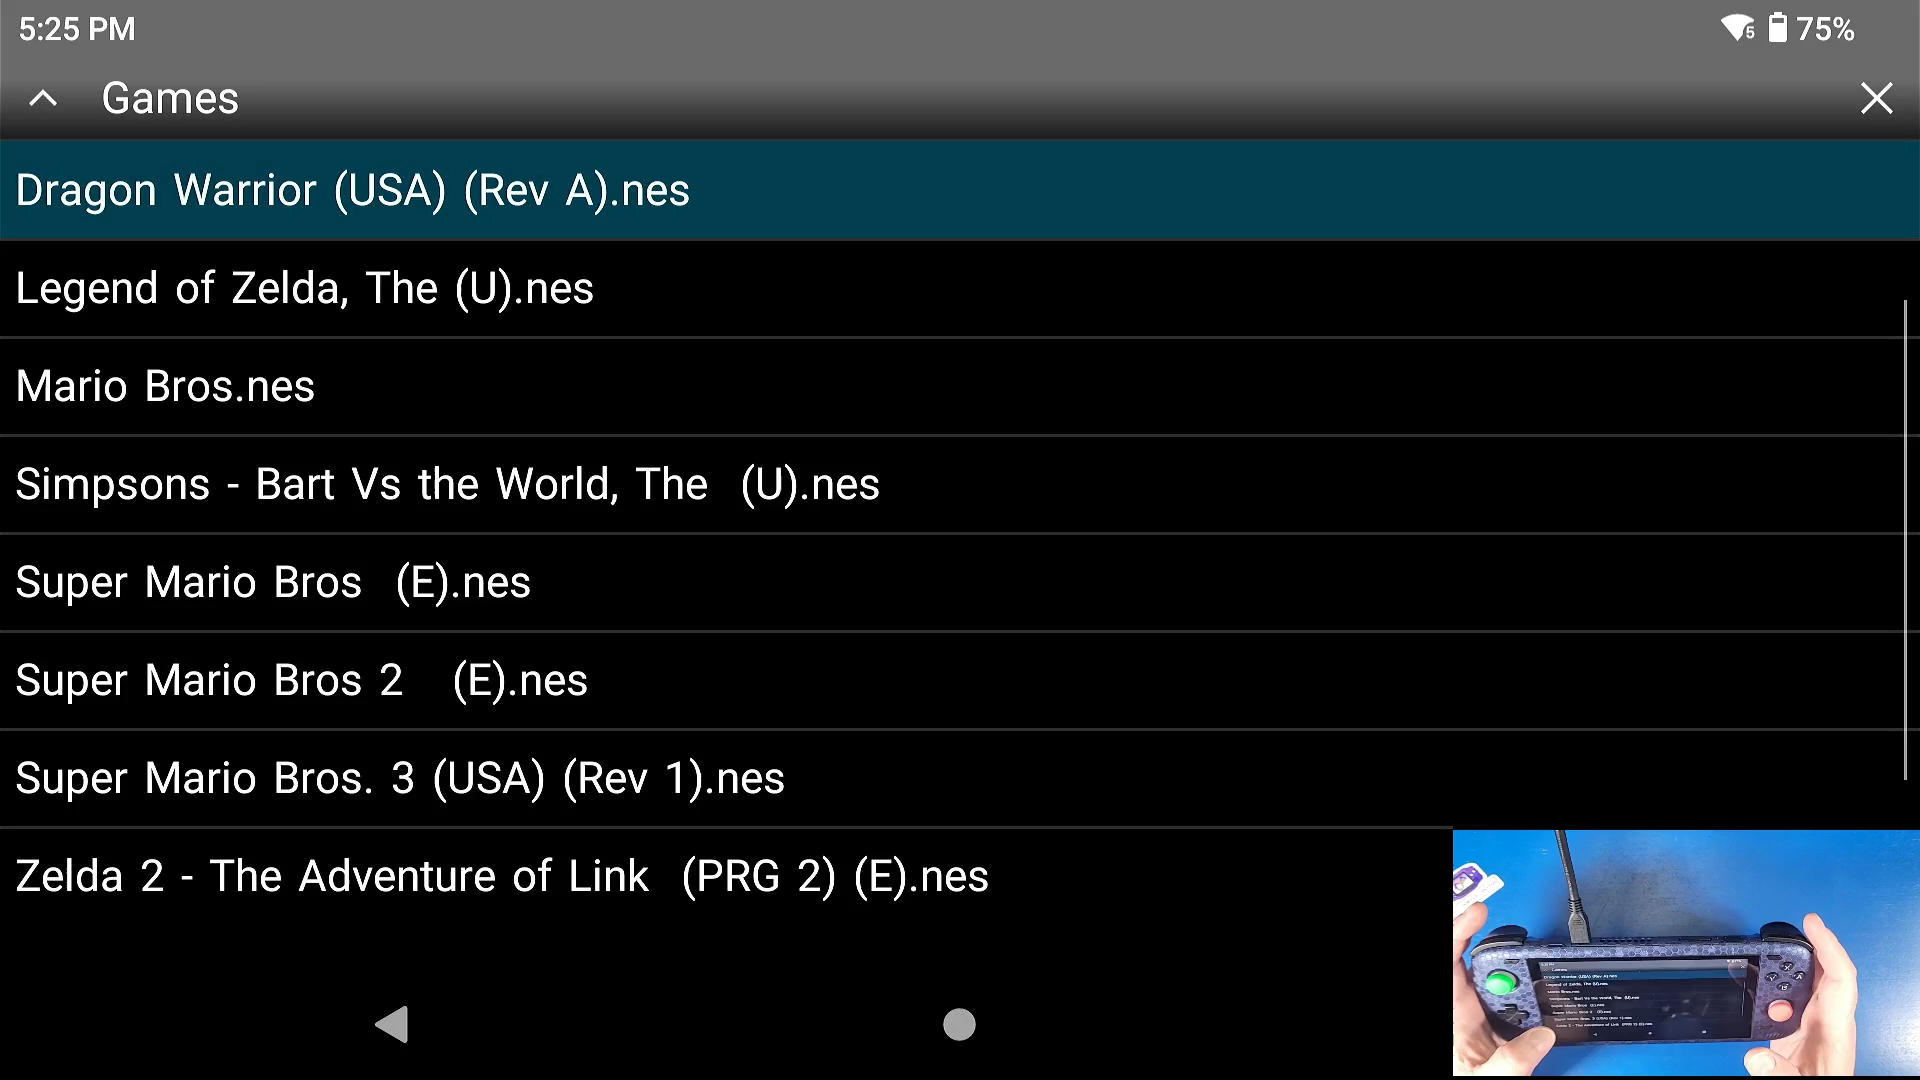 5:25 PM
5
75%
Games
Dragon Warrior (USA) (Rev A).nes
Legend of Zelda, The (U).nes
Mario Bros.nes
Simpsons - Bart Vs the World, The  (U).nes
Super Mario Bros  (E).nes
Super Mario Bros 2   (E).nes
Super Mario Bros. 3 (USA) (Rev 1).nes
Zelda 2 - The Adventure of Link  (PRG 2) (E).nes